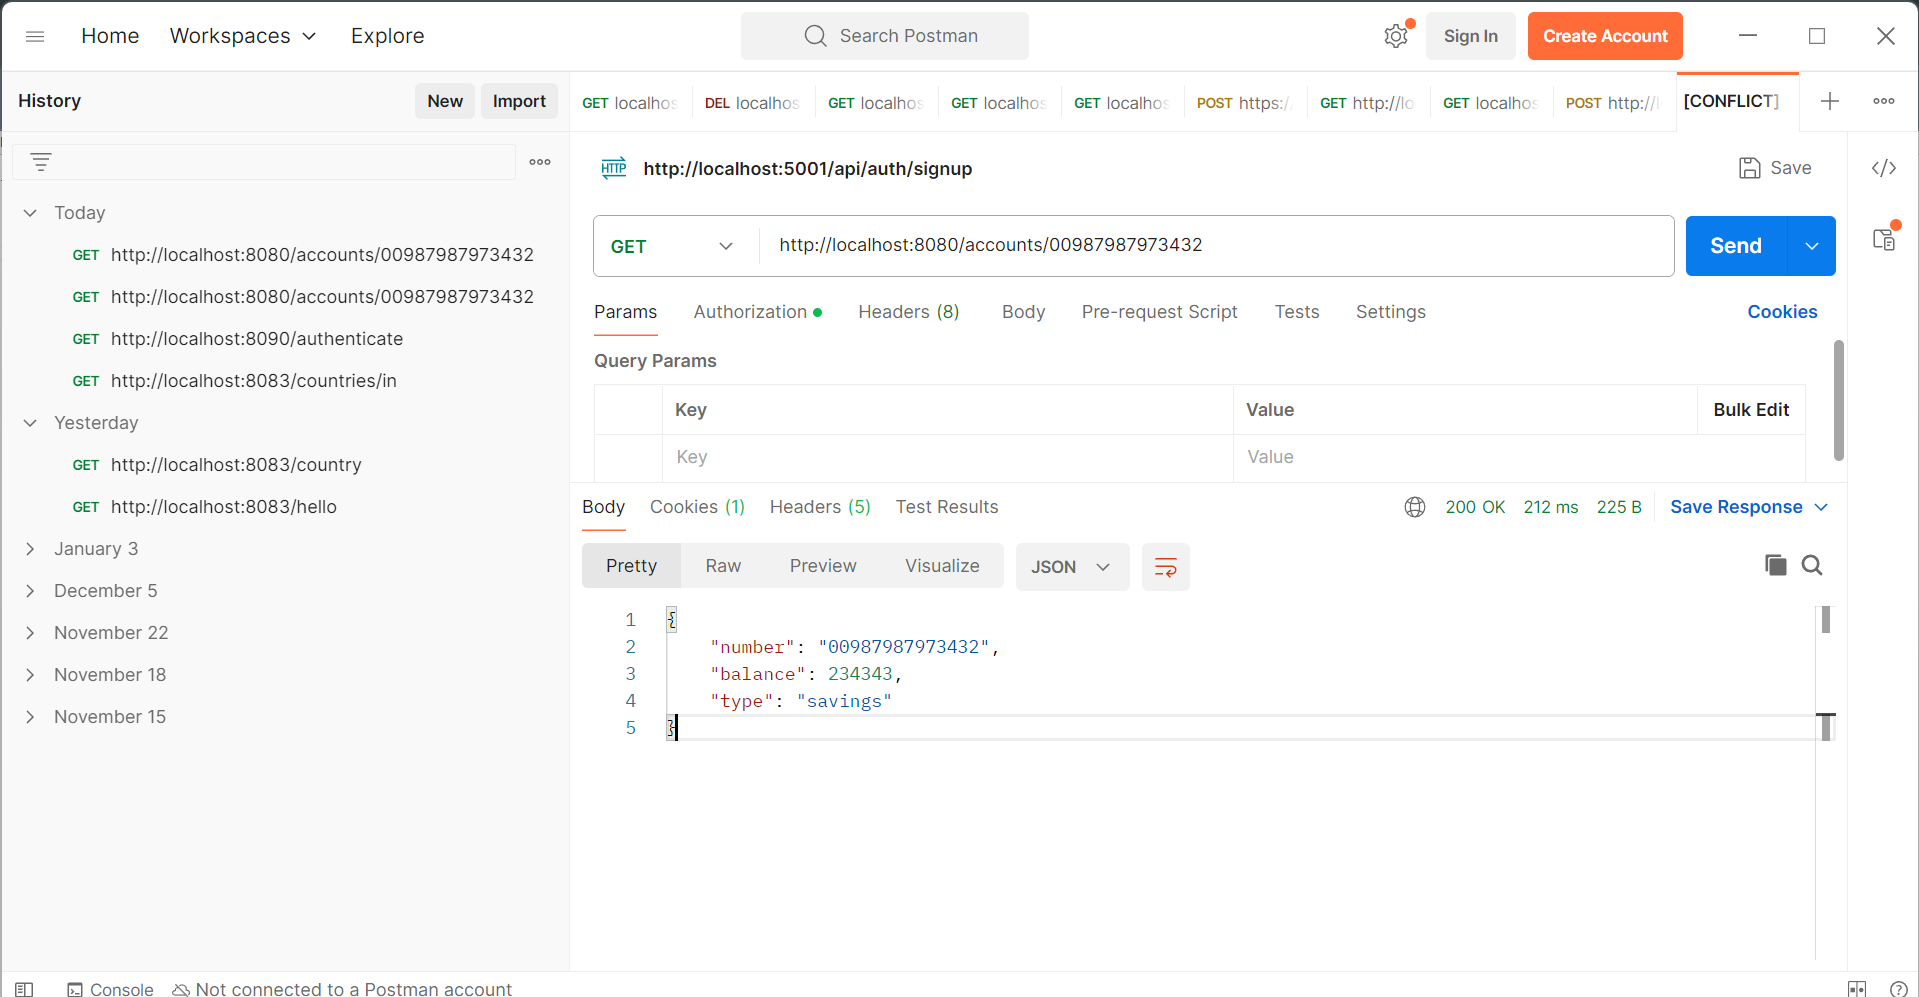 Home Workspaces Explore Search Postman Sign In Create Account
History New Import
GET localhos DEL localhos GET localhos GET localhos GET localhos POST https:/ GET http://lo GET localhos POST http://l [CONFLICT]
HTTP http://localhost:5001/api/auth/signup Save </>
Today
GET http://localhost:8080/accounts/00987987973432
GET http://localhost:8080/accounts/00987987973432
GET http://localhost:8090/authenticate
GET http://localhost:8083/countries/in
Yesterday
GET http://localhost:8083/country
GET http://localhost:8083/hello
January 3
December 5
November 22
November 18
November 15
GET http://localhost:8080/accounts/00987987973432 Send
Params Authorization Headers (8) Body Pre-request Script Tests Settings Cookies
Query Params
Key Value Bulk Edit
Key Value
Body Cookies (1) Headers (5) Test Results 200 OK 212 ms 225 B Save Response
Pretty Raw Preview Visualize JSON
1 {
2 "number": "00987987973432",
3 "balance": 234343,
4 "type": "savings"
5 }
Console Not connected to a Postman account